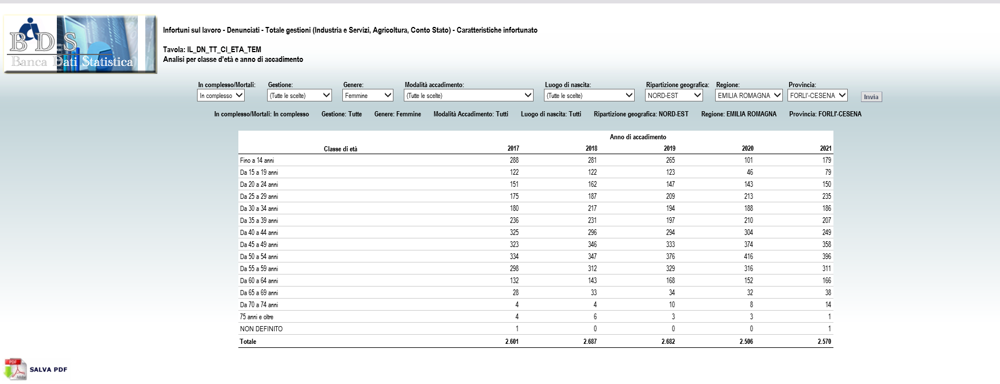 BDS
Banca Dati Statistica
Infortuni sul lavoro - Denunciati - Totale gestioni (Industria e Servizi, Agricoltura, Conto Stato) - Caratteristiche infortunato
Tavola: IL_DN_TT_CI_ETA_TEM
Analisi per classe d'età e anno di accadimento
In complesso/Mortali: Gestione: Genere: Modalità accadimento: Luogo di nascita: Ripartizione geografica: Regione: Provincia:
In complesso (Tutte le scelte) Femmine (Tutte le scelte) (Tutte le scelte) NORD-EST EMILIA ROMAGNA FORLI'-CESENA Invia
In complesso/Mortali: In complesso Gestione: Tutte Genere: Femmine Modalità Accadimento: Tutti Luogo di nascita: Tutti Ripartizione geografica: NORD-EST Regione: EMILIA ROMAGNA Provincia: FORLI'-CESENA
Anno di accadimento
Classe di età 2017 2018 2019 2020 2021
Fino a 14 anni 288 281 265 101 179
Da 15 a 19 anni 122 122 123 46 79
Da 20 a 24 anni 151 162 147 143 150
Da 25 a 29 anni 175 187 209 213 235
Da 30 a 34 anni 180 217 194 188 186
Da 35 a 39 anni 236 231 197 210 207
Da 40 a 44 anni 325 296 294 304 249
Da 45 a 49 anni 323 346 333 374 358
Da 50 a 54 anni 334 347 376 416 396
Da 55 a 59 anni 298 312 329 316 311
Da 60 a 64 anni 132 143 168 152 166
Da 65 a 69 anni 28 33 34 32 38
Da 70 a 74 anni 4 4 10 8 14
75 anni e oltre 4 6 3 3 1
NON DEFINITO 1 0 0 0 1
Totale 2.601 2.687 2.682 2.506 2.570
PDF
Adobe
SALVA PDF